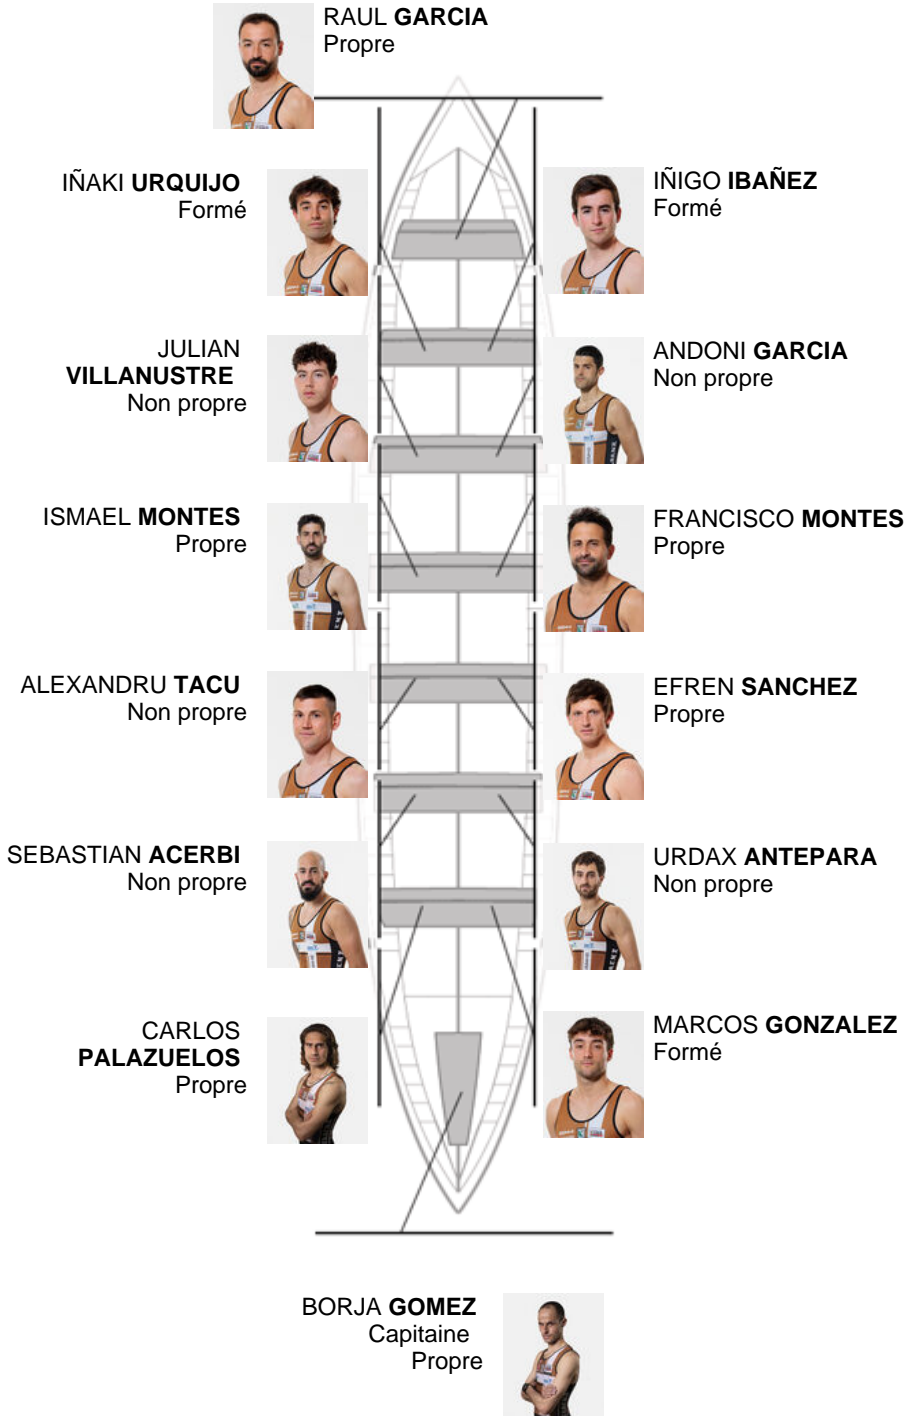 RAUL GARCIA
Propre
IÑAKI URQUIJO
Formé
IÑIGO IBAÑEZ
Formé
JULIAN
VILLANUSTRE
Non propre
ANDONI GARCIA
Non propre
ISMAEL MONTES
Propre
FRANCISCO MONTES
Propre
ALEXANDRU TACU
Non propre
EFREN SANCHEZ
Propre
SEBASTIAN ACERBI
Non propre
URDAX ANTEPARA
Non propre
CARLOS
PALAZUELOS
Propre
MARCOS GONZALEZ
Formé
BORJA GOMEZ
Capitaine
Propre